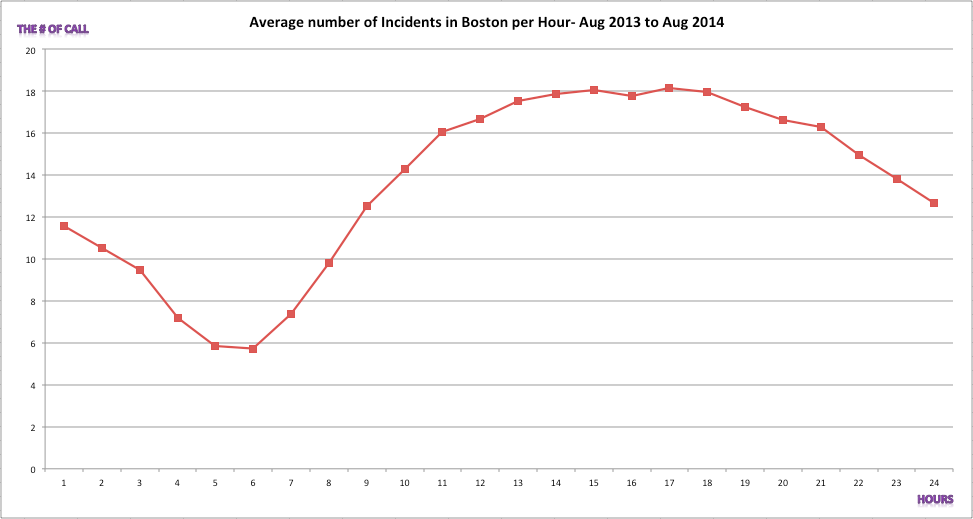 Average number of Incidents in Boston per Hour- Aug 2013 to Aug 2014
THE # OF CALL
20
18
16
14
12
10
8
6
4
2
0
1 2 3 4 5 6 7 8 9 10 11 12 13 14 15 16 17 18 19 20 21 22 23 24
HOURS